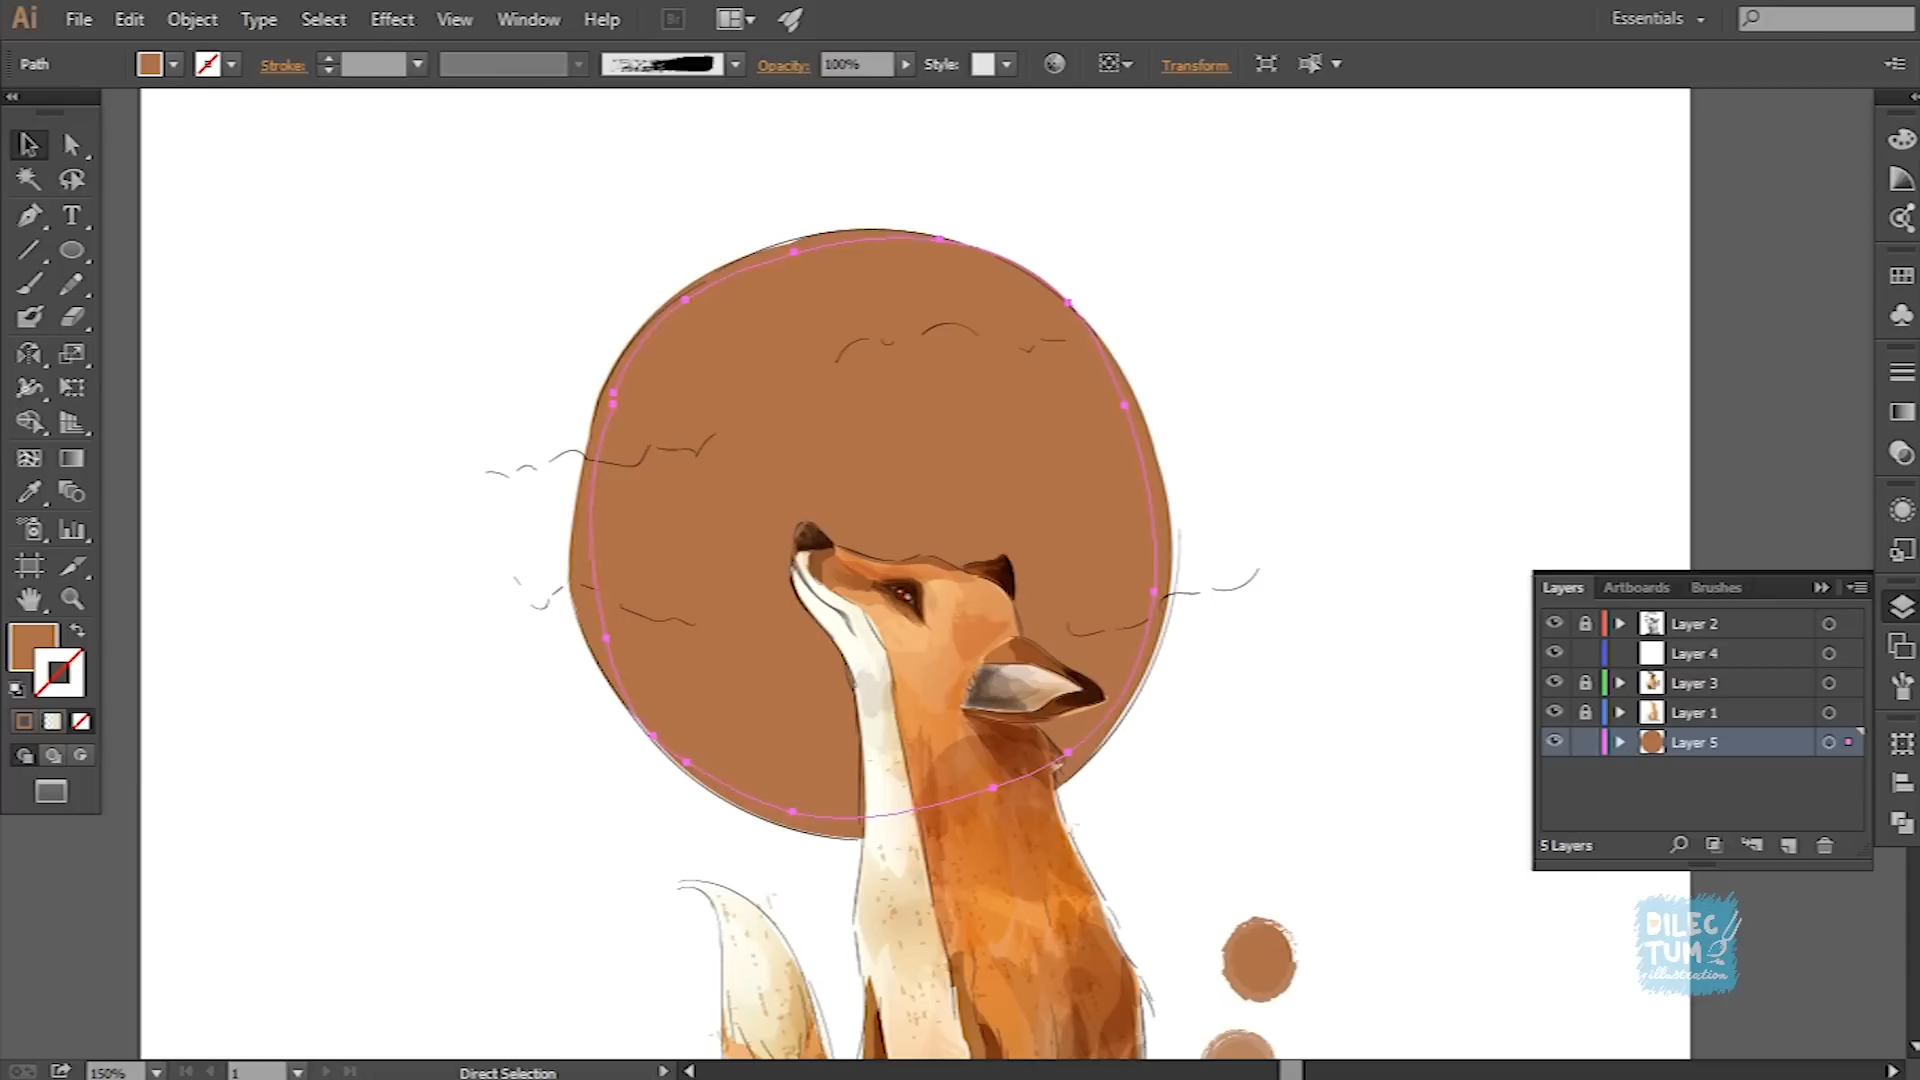 Ai File Edit Object Type Select Effect View Window Help Br Essentials
Path Stroke: Opacity: 100% Style: Transform
T
Layers Artboards Brushes
Layer 2
Layer 4
Layer 3
Layer 1
Layer 5
5 Layers
DILEC
TUM
illustration
150% 1 Direct Selection